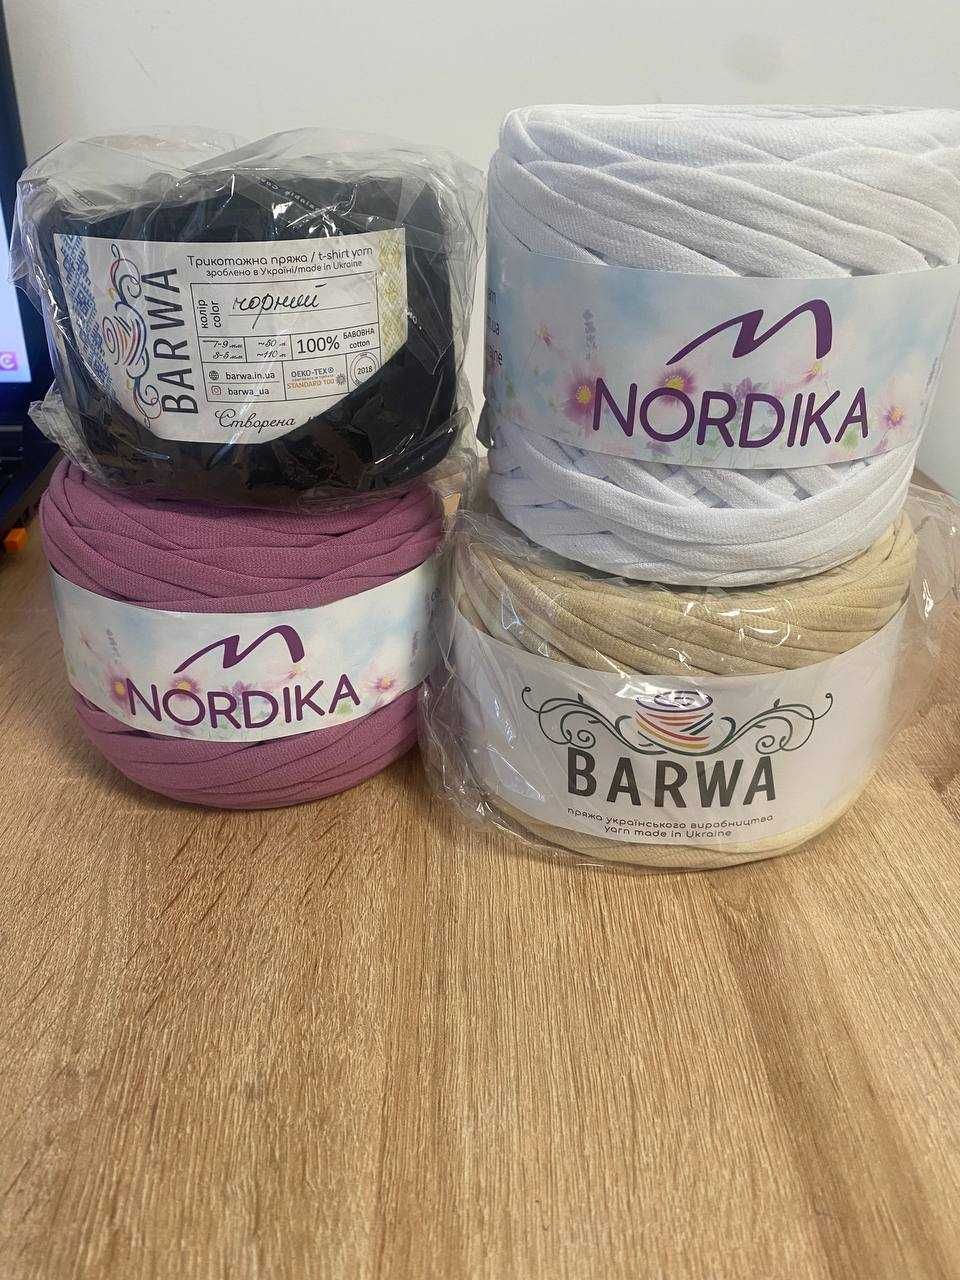 BARWA
Трикотажна пряжа / t-shirt yarn
зроблено в Україні/made in Ukraine
колір
color
чорний
7-9 мм ~50 м
3-5 мм ~110 м
100% БАВОВНА
cotton
barwa.in.ua
barwa_ua
OEKO-TEX®
STANDARD 100
2018
Створена
NORDIKA
NORDIKA
BARWA
пряжа українського виробництва
yarn made in Ukraine